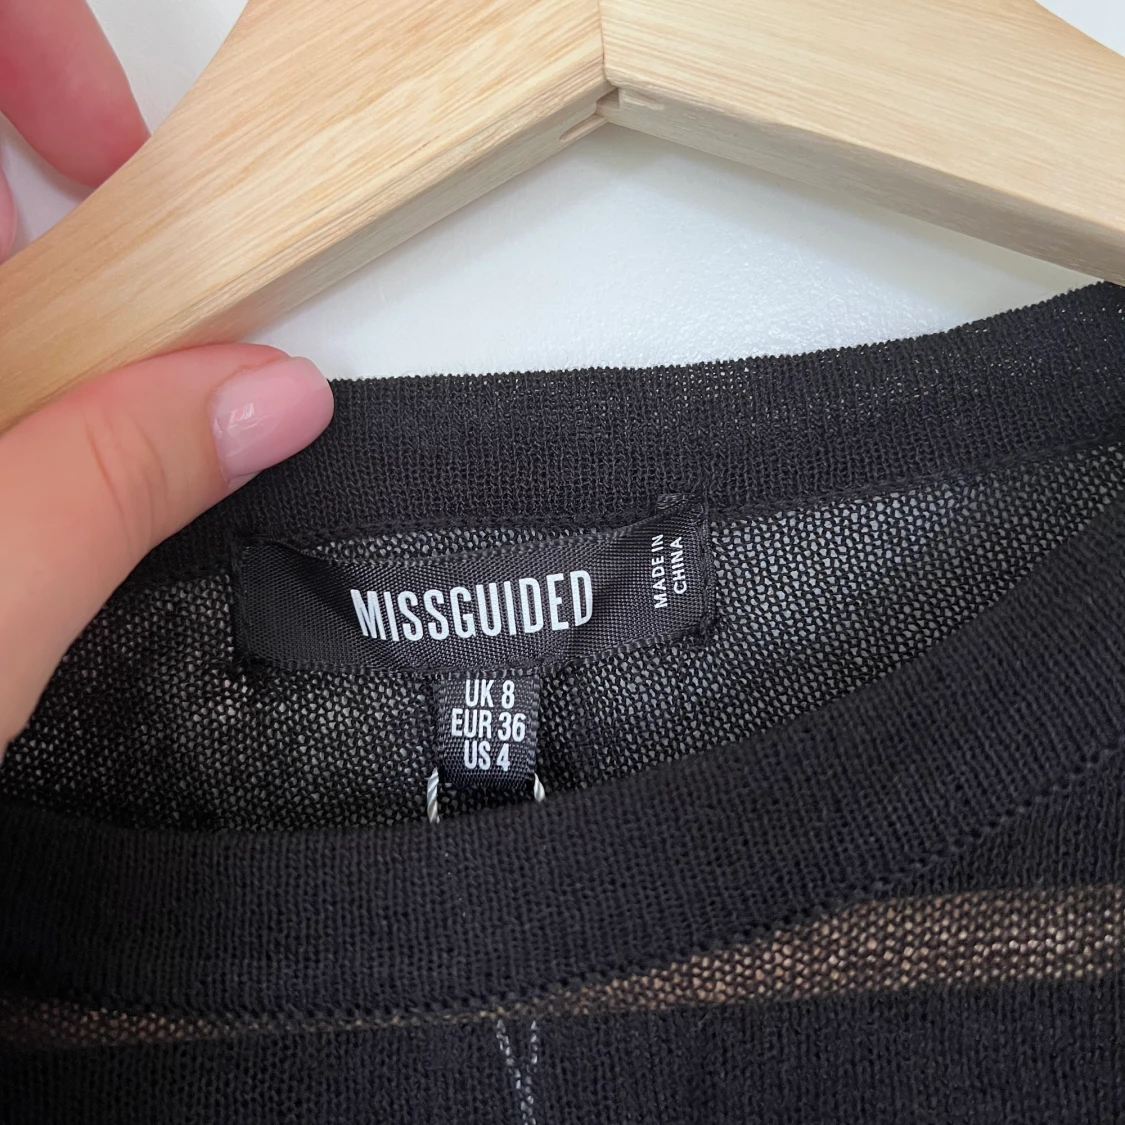 MISSGUIDED
MADE IN
CHINA
UK 8
EUR 36
US 4